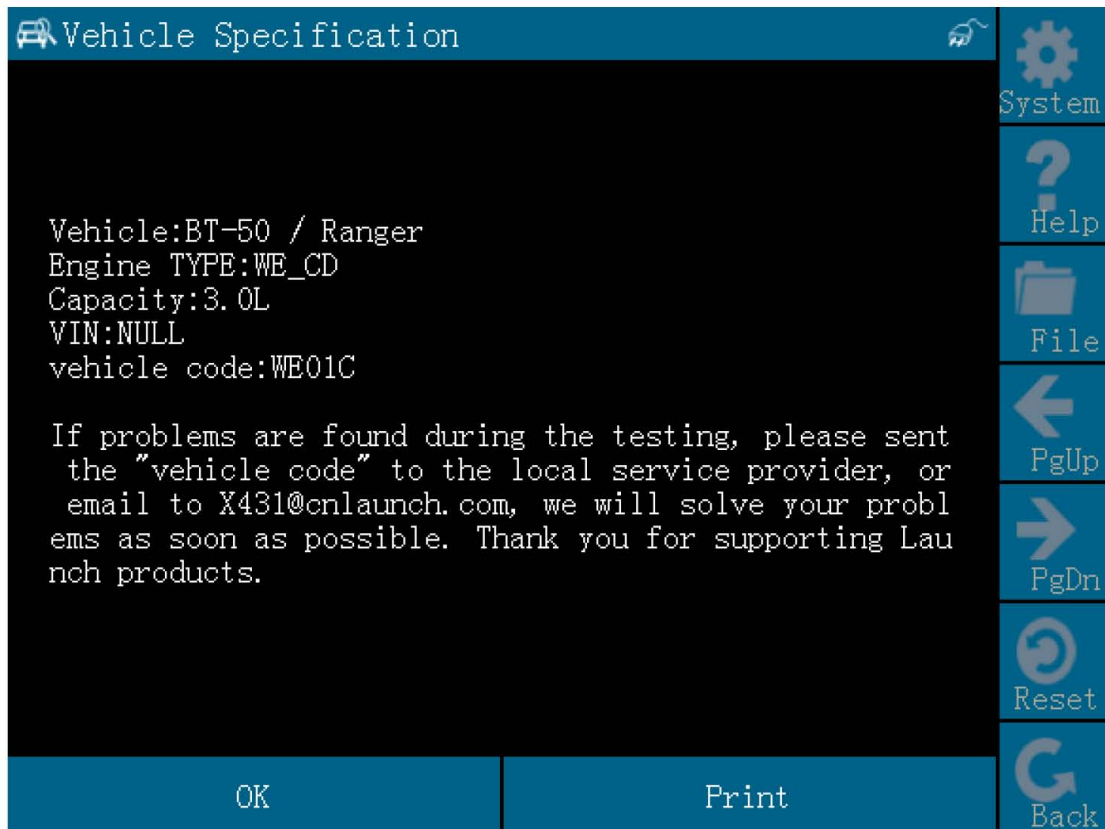 Vehicle Specification
System
Help
File
PgUp
PgDn
Reset
Back
Vehicle:BT-50 / Ranger
Engine TYPE:WE_CD
Capacity:3.0L
VIN:NULL
vehicle code:WE01C
If problems are found during the testing, please sent
the "vehicle code" to the local service provider, or
email to X431@cnlaunch.com, we will solve your probl
ems as soon as possible. Thank you for supporting Lau
nch products.
OK
Print